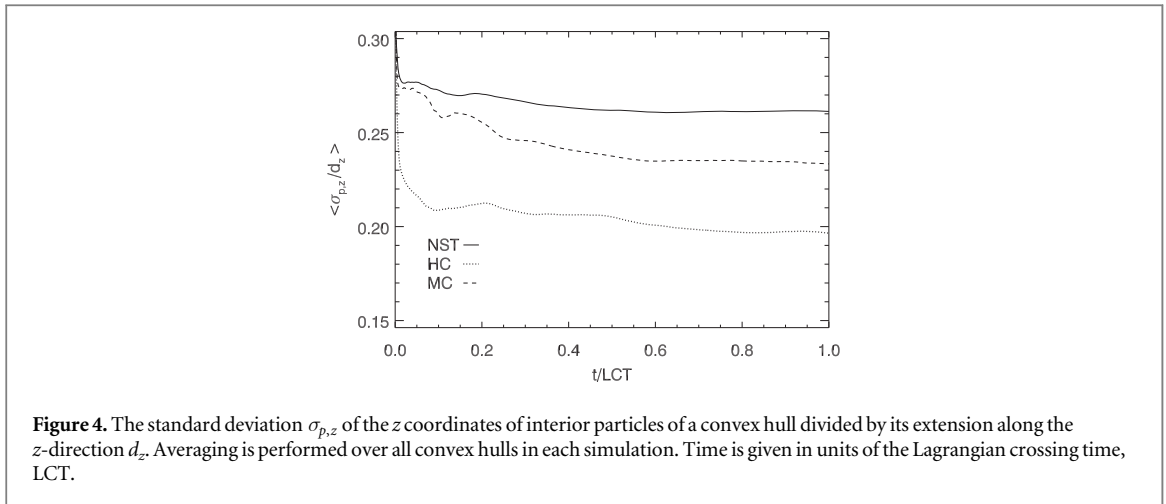 0.30
0.25
0.20
0.15
<σp,z/dz>
NST
HC
MC
0.0 0.2 0.4 0.6 0.8 1.0
t/LCT
Figure 4. The standard deviation σp,z of the z coordinates of interior particles of a convex hull divided by its extension along the
z-direction dz. Averaging is performed over all convex hulls in each simulation. Time is given in units of the Lagrangian crossing time,
LCT.